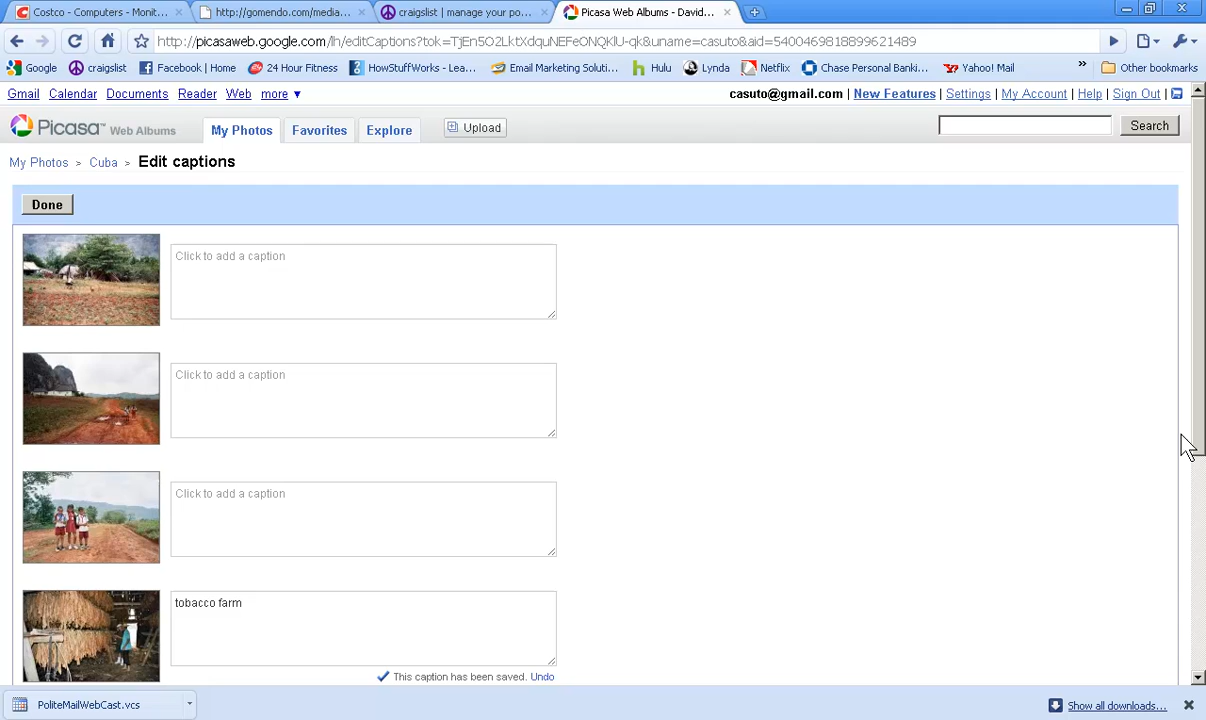 Costco - Computers - Monit...
http://gomendo.com/media...
craigslist | manage your po...
Picasa Web Albums - David...
http://picasaweb.google.com/lh/editCaptions?tok=TjEn5O2LLtXdquNEFeONQKlU-qk&uname=casuto&aid=5400469818899621489
Google craigslist Facebook | Home 24 Hour Fitness HowStuffWorks - Lea... Email Marketing Soluti... Hulu Lynda Netflix Chase Personal Banki... Yahoo! Mail » Other bookmarks
Gmail Calendar Documents Reader Web more ▼
casuto@gmail.com | New Features | Settings | My Account | Help | Sign Out |
Picasa™ Web Albums My Photos Favorites Explore Upload Search
My Photos > Cuba > Edit captions
Done
Click to add a caption
Click to add a caption
Click to add a caption
tobacco farm
This caption has been saved. Undo
PoliteMailWebCast.vcs
Show all downloads...